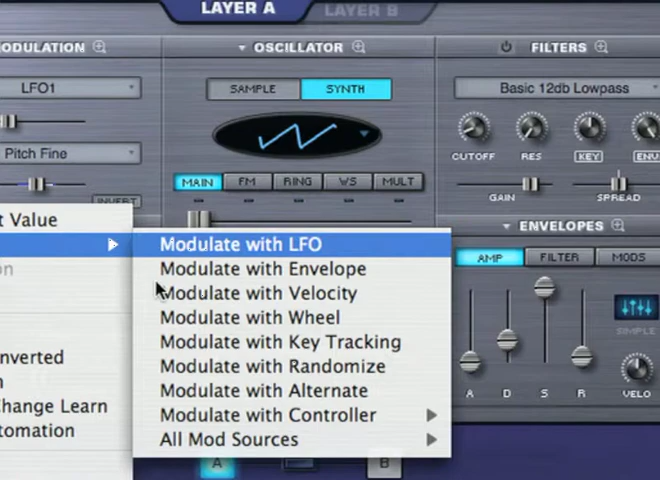 LAYER A
LAYER B
ODULATION
OSCILLATOR
FILTERS
LFO1
SAMPLE
SYNTH
Basic 12db Lowpass
Pitch Fine
CUTOFF
RES
KEY
ENV
MAIN
FM
RING
WS
MULT
INVERT
GAIN
SPREAD
t Value
ENVELOPES
Modulate with LFO
AMP
FILTER
MODS
on
Modulate with Envelope
Modulate with Velocity
Modulate with Wheel
SIMPLE
nverted
Modulate with Key Tracking
Modulate with Randomize
n
Modulate with Alternate
A
D
S
R
VELO
Change Learn
Modulate with Controller
tomation
All Mod Sources
A
B